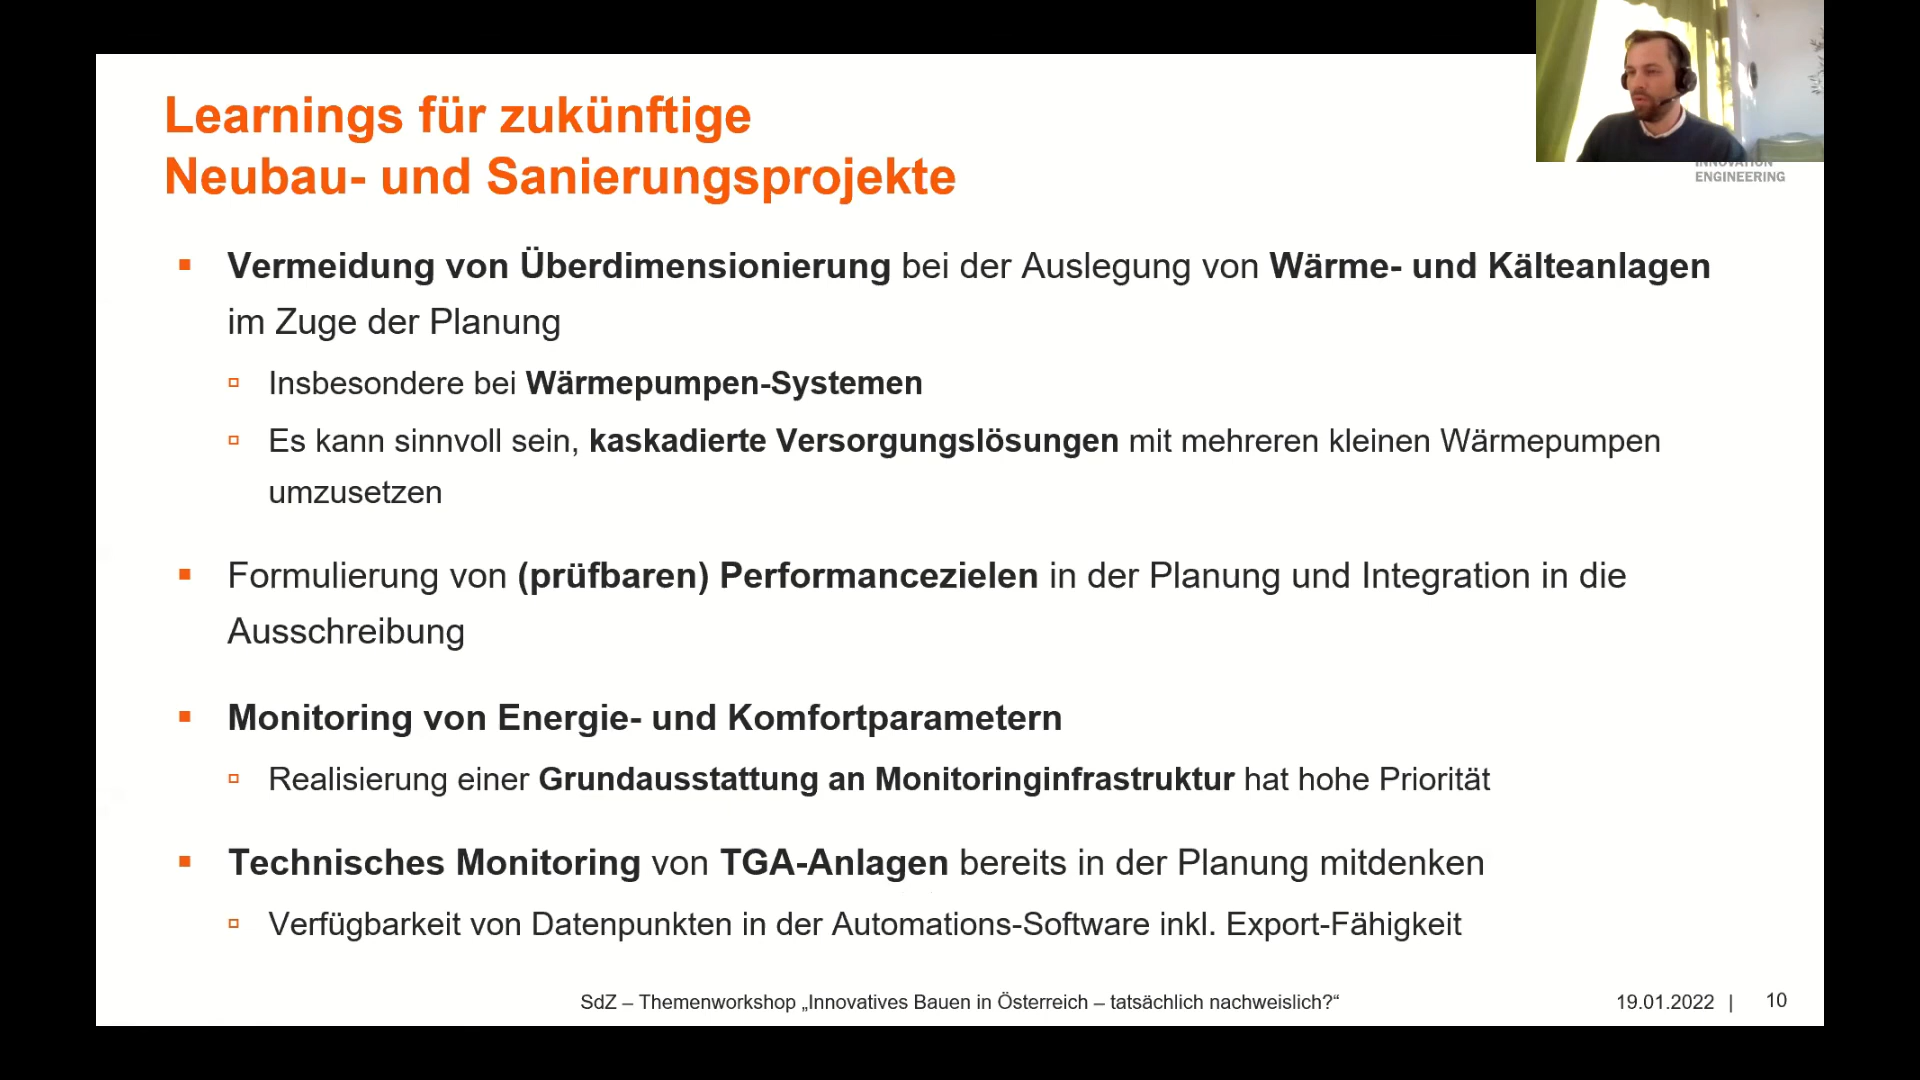 Learnings für zukünftige
Neubau- und Sanierungsprojekte
INNOVATION
ENGINEERING
Vermeidung von Überdimensionierung bei der Auslegung von Wärme- und Kälteanlagen
im Zuge der Planung
Insbesondere bei Wärmepumpen-Systemen
Es kann sinnvoll sein, kaskadierte Versorgungslösungen mit mehreren kleinen Wärmepumpen
umzusetzen
Formulierung von (prüfbaren) Performancezielen in der Planung und Integration in die
Ausschreibung
Monitoring von Energie- und Komfortparametern
Realisierung einer Grundausstattung an Monitoringinfrastruktur hat hohe Priorität
Technisches Monitoring von TGA-Anlagen bereits in der Planung mitdenken
Verfügbarkeit von Datenpunkten in der Automations-Software inkl. Export-Fähigkeit
SdZ – Themenworkshop „Innovatives Bauen in Österreich – tatsächlich nachweislich?“ 19.01.2022 | 10